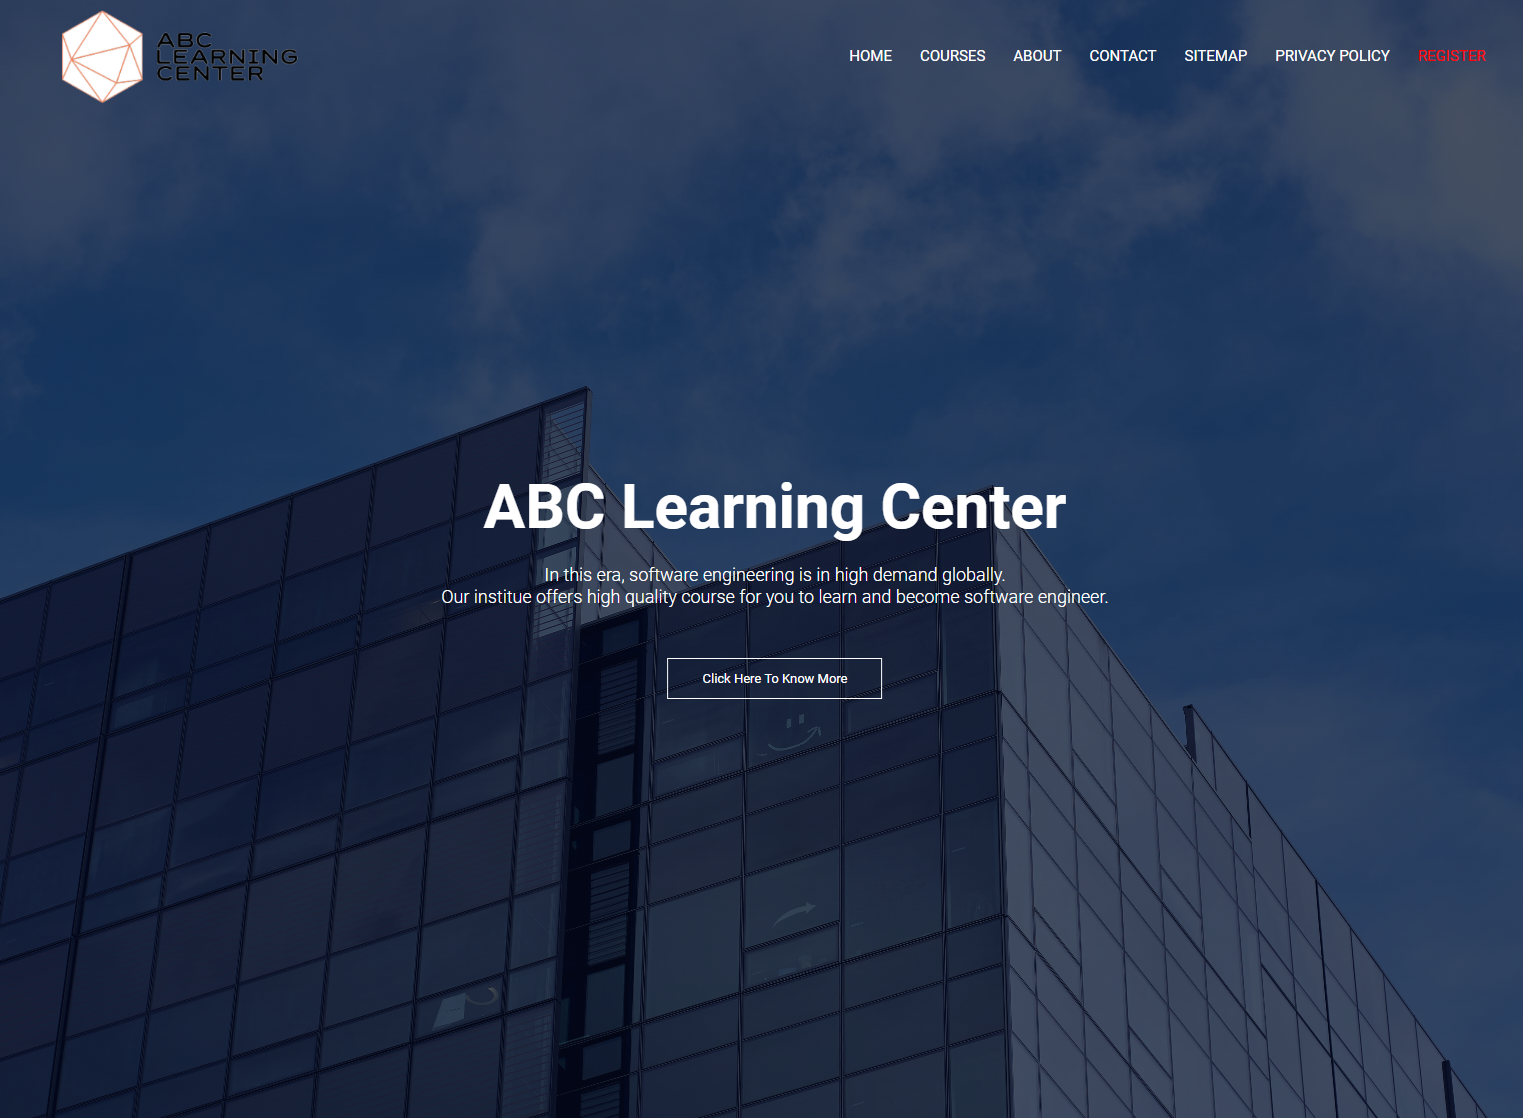 ABC
LEARNING
CENTER
HOME COURSES ABOUT CONTACT SITEMAP PRIVACY POLICY REGISTER
ABC Learning Center
In this era, software engineering is in high demand globally.
Our institue offers high quality course for you to learn and become software engineer.
Click Here To Know More